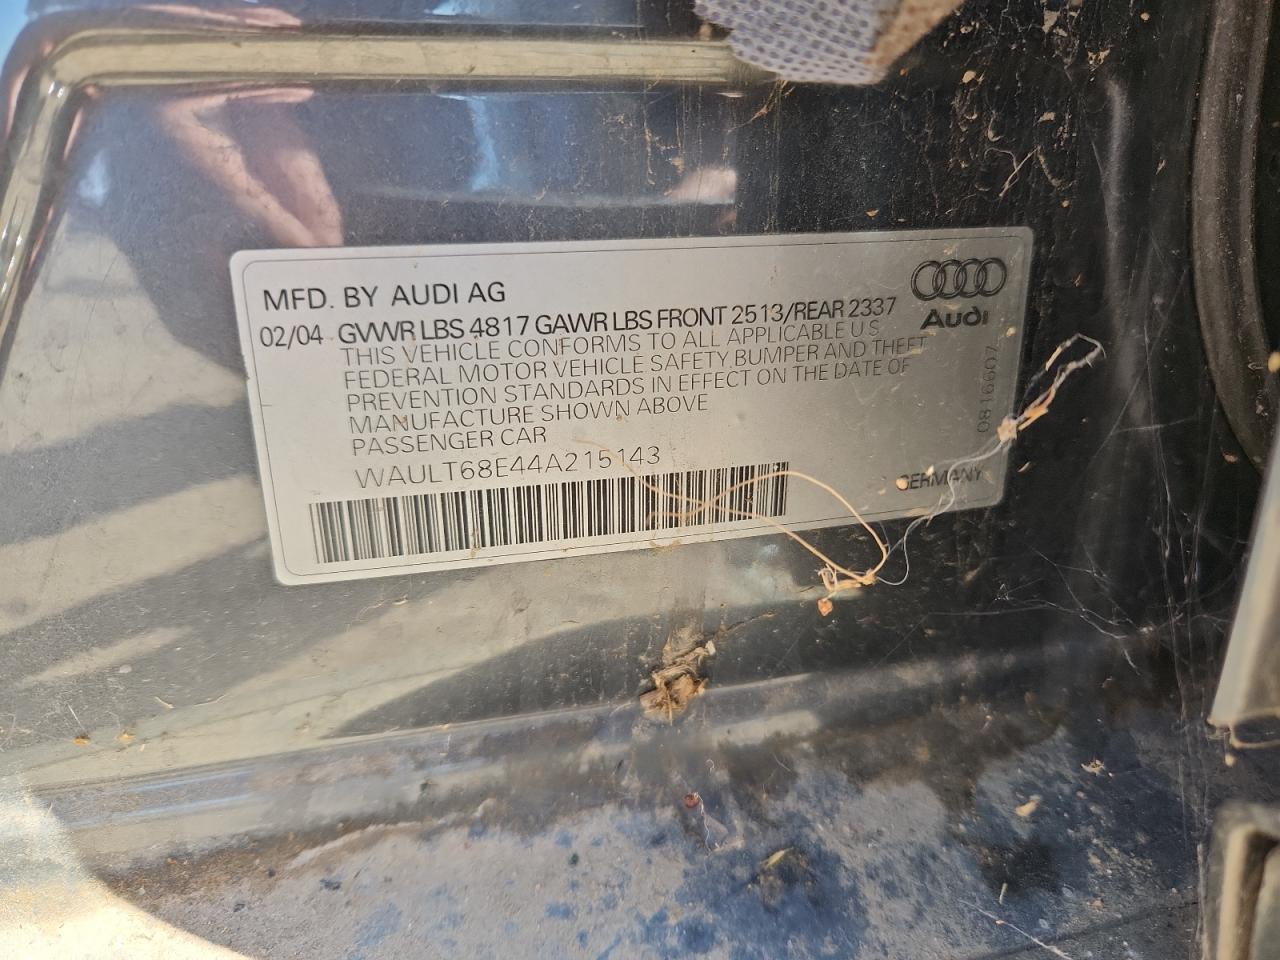 MFD. BY AUDI AG
02/04 GVWR LBS 4817 GAWR LBS FRONT 2513/REAR 2337
THIS VEHICLE CONFORMS TO ALL APPLICABLE U S
FEDERAL MOTOR VEHICLE SAFETY, BUMPER AND THEFT
PREVENTION STANDARDS IN EFFECT ON THE DATE OF
MANUFACTURE SHOWN ABOVE
PASSENGER CAR
WAULT68E44A215143
Audi
0816607
GERMANY